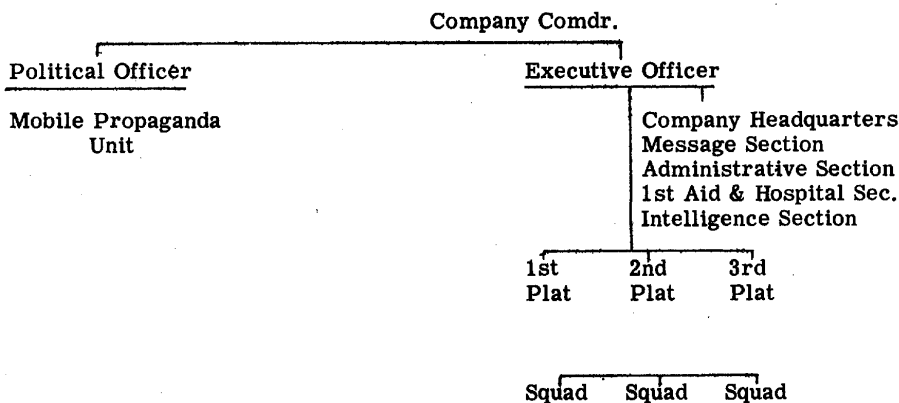 Company Comdr.
Political Officer
Executive Officer
Mobile Propaganda
Unit
Company Headquarters
Message Section
Administrative Section
1st Aid & Hospital Sec.
Intelligence Section
1st 2nd 3rd
Plat Plat Plat
Squad Squad Squad